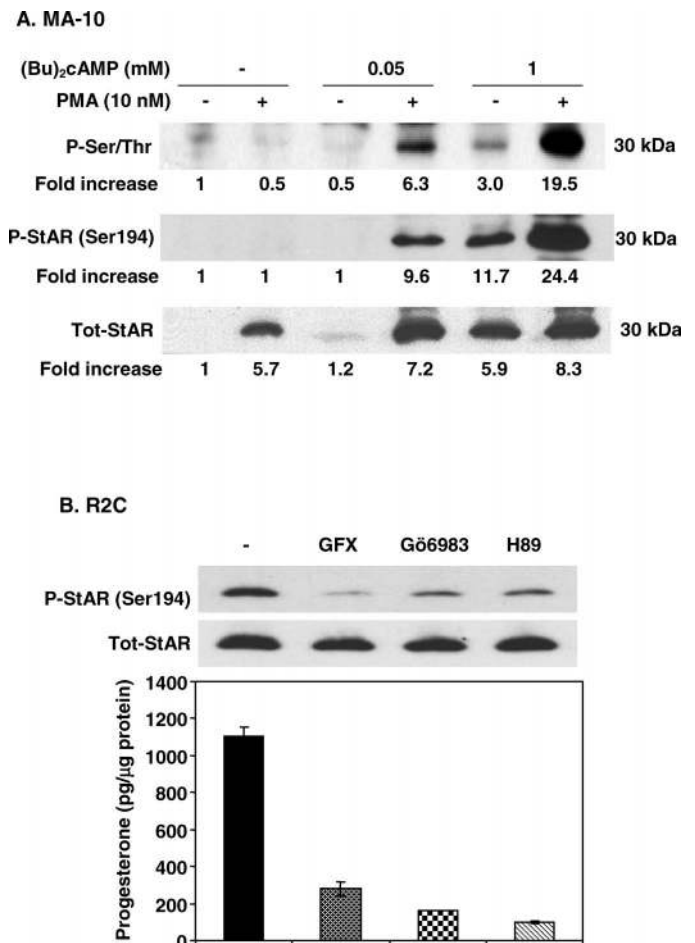 A. MA-10
(Bu)₂cAMP (mM) - 0.05 1
PMA (10 nM) - + - + - +
P-Ser/Thr 30 kDa
Fold increase 1 0.5 0.5 6.3 3.0 19.5
P-StAR (Ser194) 30 kDa
Fold increase 1 1 1 9.6 11.7 24.4
Tot-StAR 30 kDa
Fold increase 1 5.7 1.2 7.2 5.9 8.3
B. R2C
- GFX Gö6983 H89
P-StAR (Ser194)
Tot-StAR
Progesterone (pg/µg protein)
1400
1200
1000
800
600
400
200
0